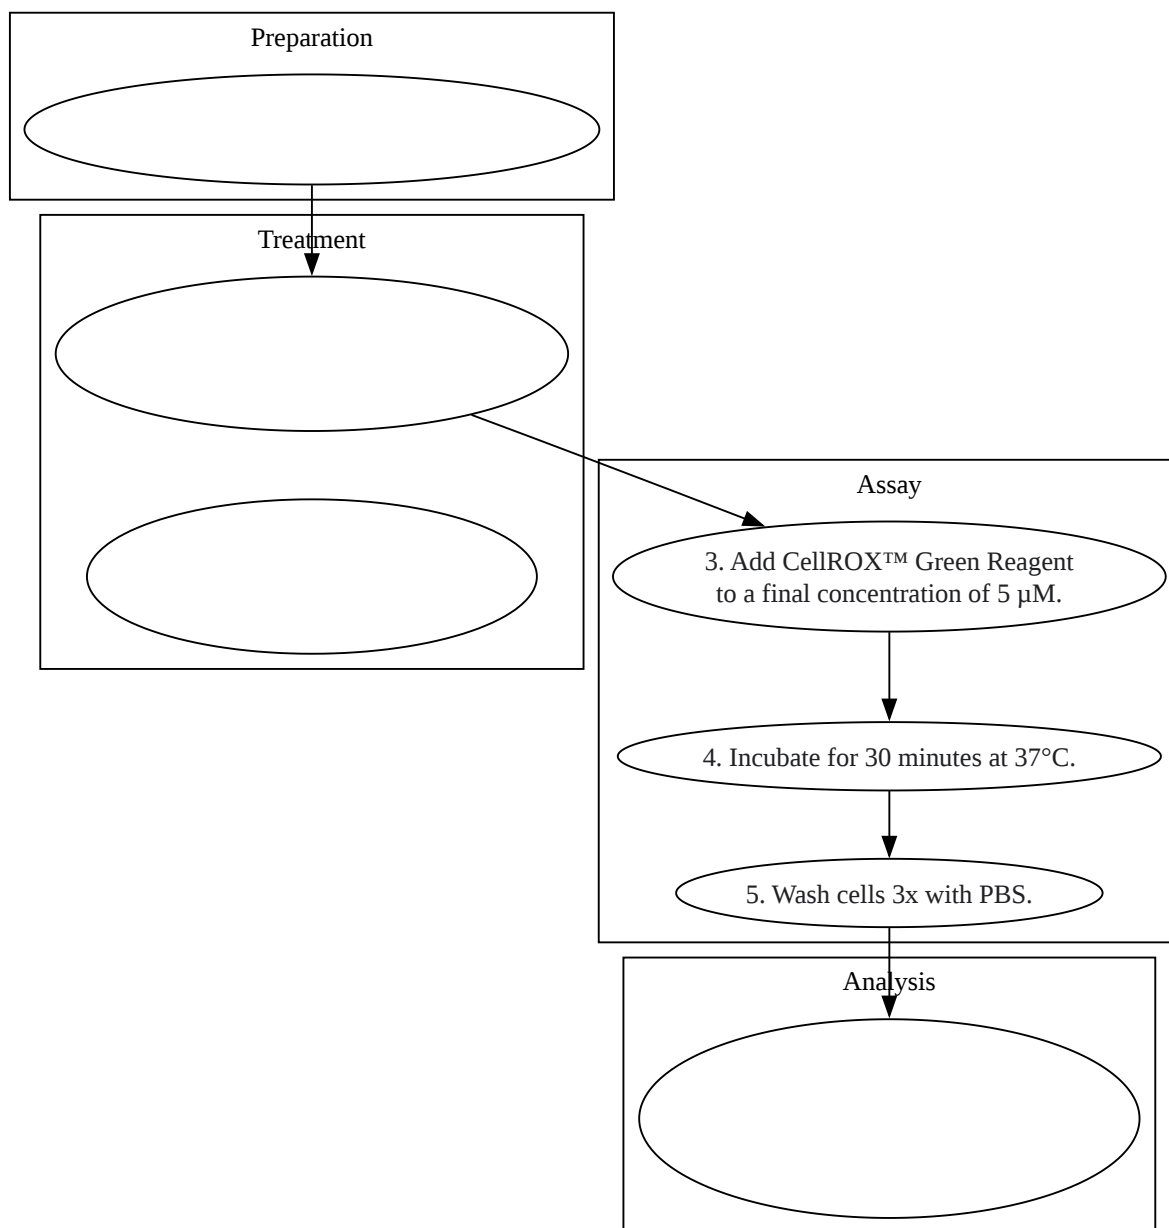 Preparation
Treatment
Assay
3. Add CellROX™ Green Reagent
to a final concentration of 5 µM.
4. Incubate for 30 minutes at 37°C.
5. Wash cells 3x with PBS.
Analysis